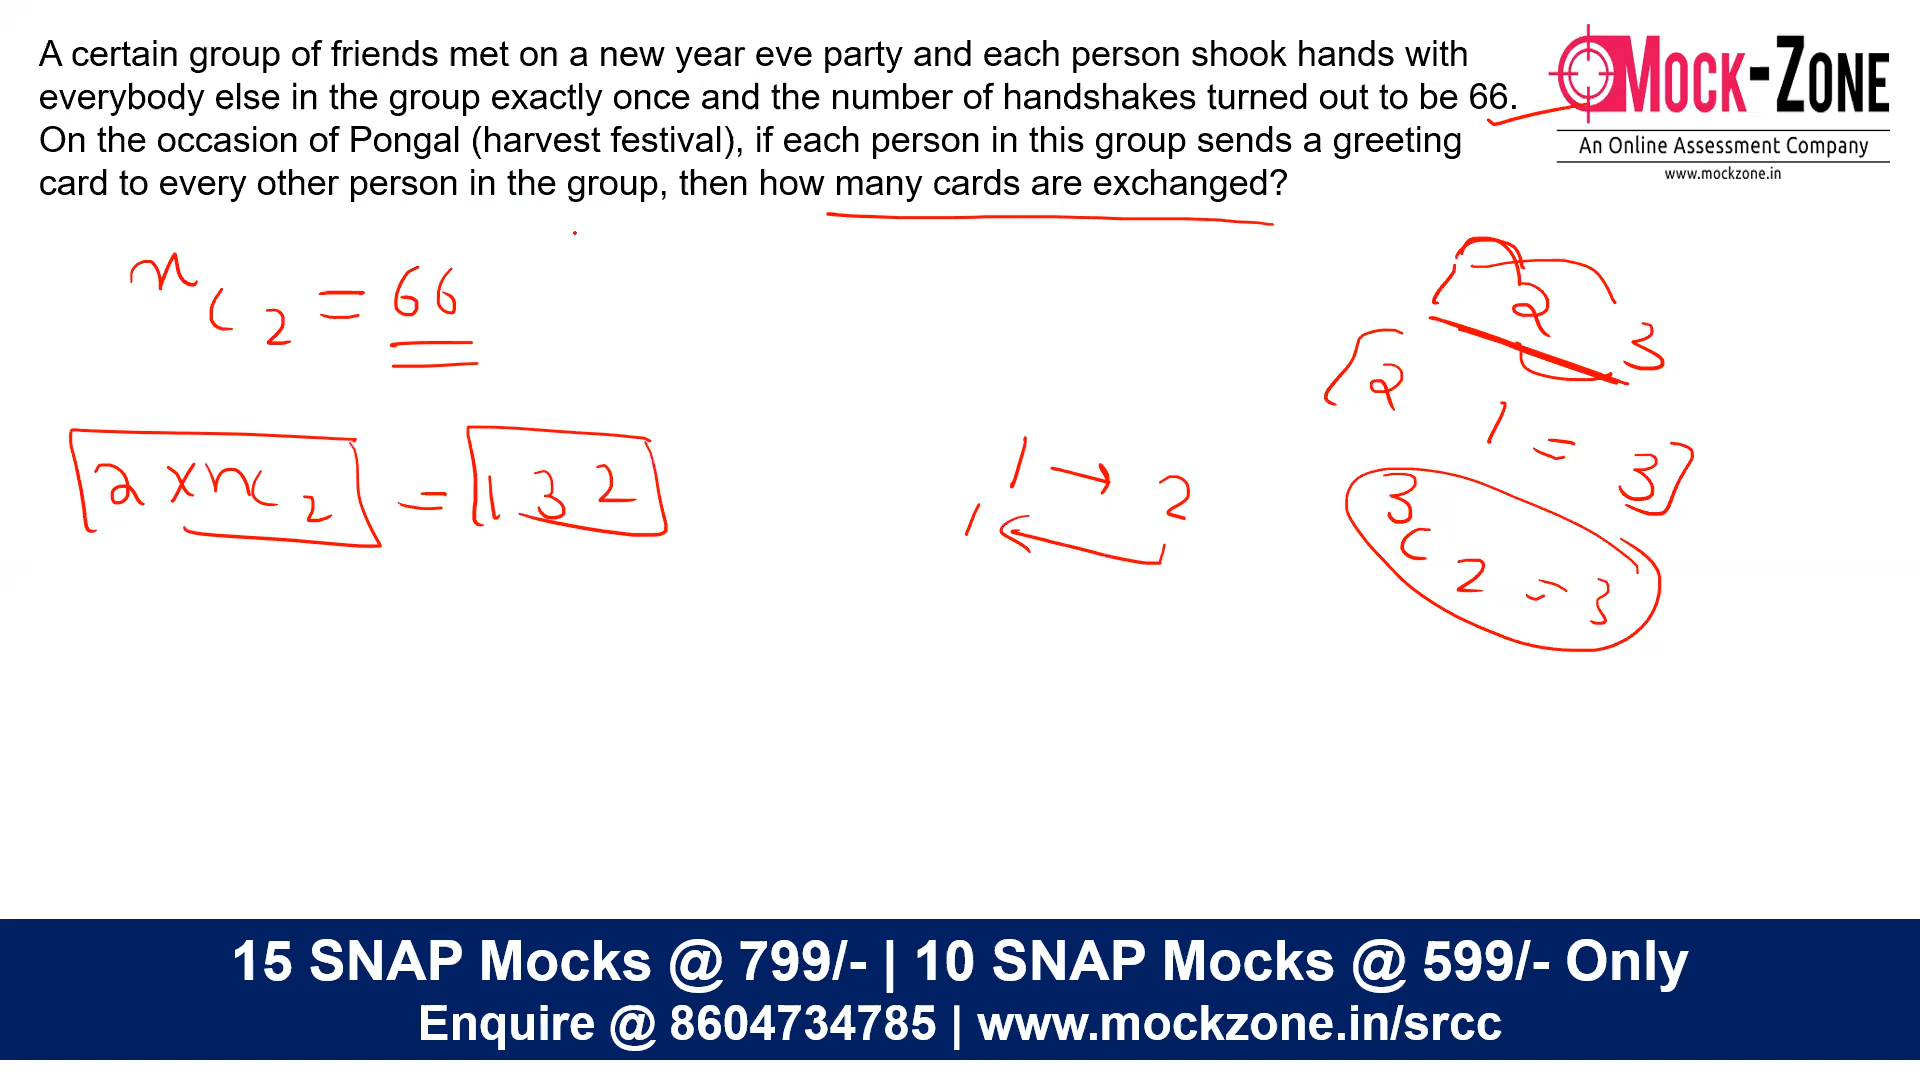 A certain group of friends met on a new year eve party and each person shook hands with
everybody else in the group exactly once and the number of handshakes turned out to be 66.
On the occasion of Pongal (harvest festival), if each person in this group sends a greeting
card to every other person in the group, then how many cards are exchanged?
MOCK-ZONE
An Online Assessment Company
www.mockzone.in
n C 2 = 66
1 2 3
2 1 = 3
2 x n C 2 = 132
1 → 2
1 ←
3 C 2 = 3
15 SNAP Mocks @ 799/- | 10 SNAP Mocks @ 599/- Only
Enquire @ 8604734785 | www.mockzone.in/srcc